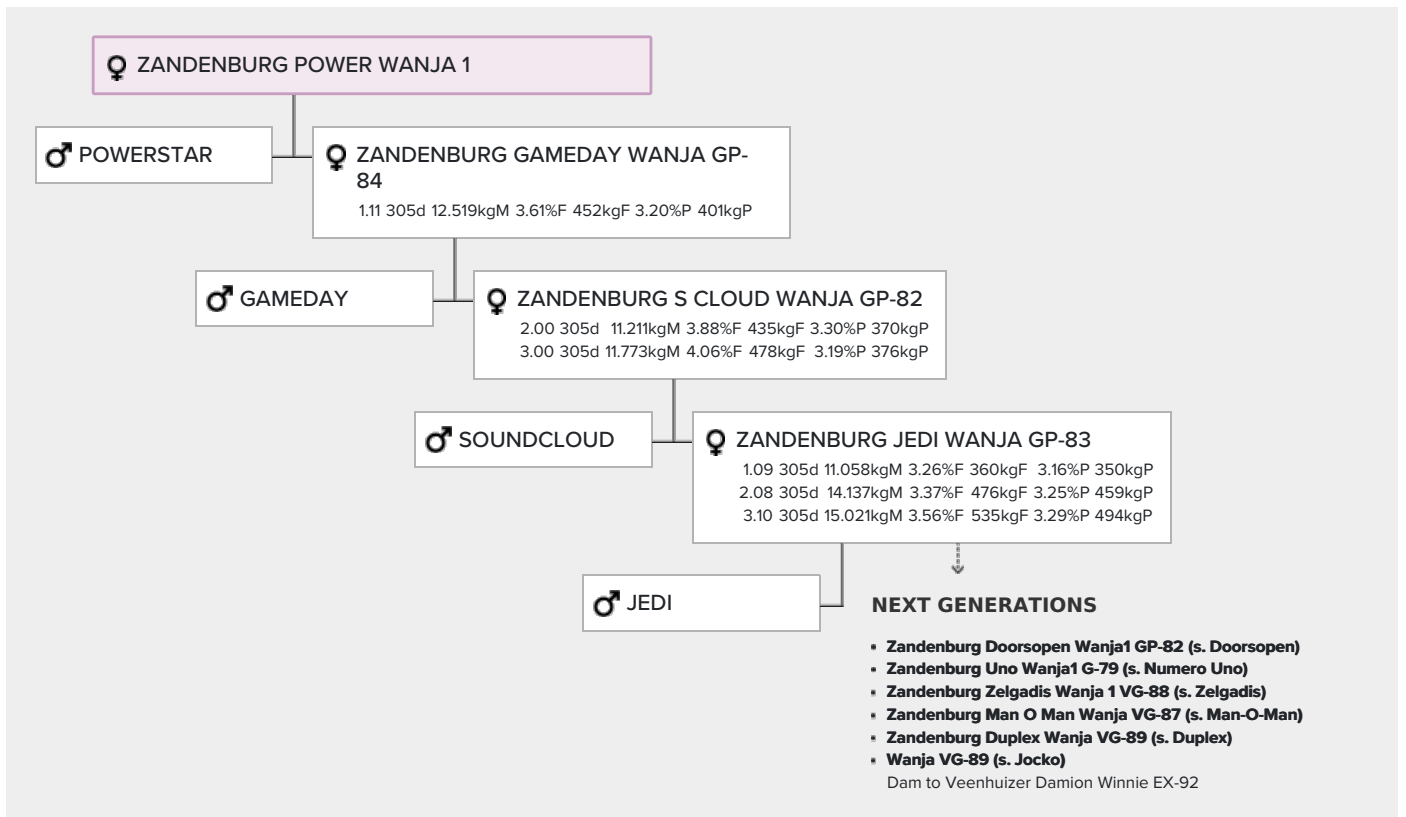 ZANDENBURG POWER WANJA 1
POWERSTAR
ZANDENBURG GAMEDAY WANJA GP-
84
1.11 305d 12.519kgM 3.61%F 452kgF 3.20%P 401kgP
GAMEDAY
ZANDENBURG S CLOUD WANJA GP-82
2.00 305d 11.211kgM 3.88%F 435kgF 3.30%P 370kgP
3.00 305d 11.773kgM 4.06%F 478kgF 3.19%P 376kgP
SOUNDCLOUD
ZANDENBURG JEDI WANJA GP-83
1.09 305d 11.058kgM 3.26%F 360kgF 3.16%P 350kgP
2.08 305d 14.137kgM 3.37%F 476kgF 3.25%P 459kgP
3.10 305d 15.021kgM 3.56%F 535kgF 3.29%P 494kgP
JEDI
NEXT GENERATIONS
Zandenburg Doorsopen Wanja1 GP-82 (s. Doorsopen)
Zandenburg Uno Wanja1 G-79 (s. Numero Uno)
Zandenburg Zelgadis Wanja 1 VG-88 (s. Zelgadis)
Zandenburg Man O Man Wanja VG-87 (s. Man-O-Man)
Zandenburg Duplex Wanja VG-89 (s. Duplex)
Wanja VG-89 (s. Jocko)
Dam to Veenhuizer Damion Winnie EX-92